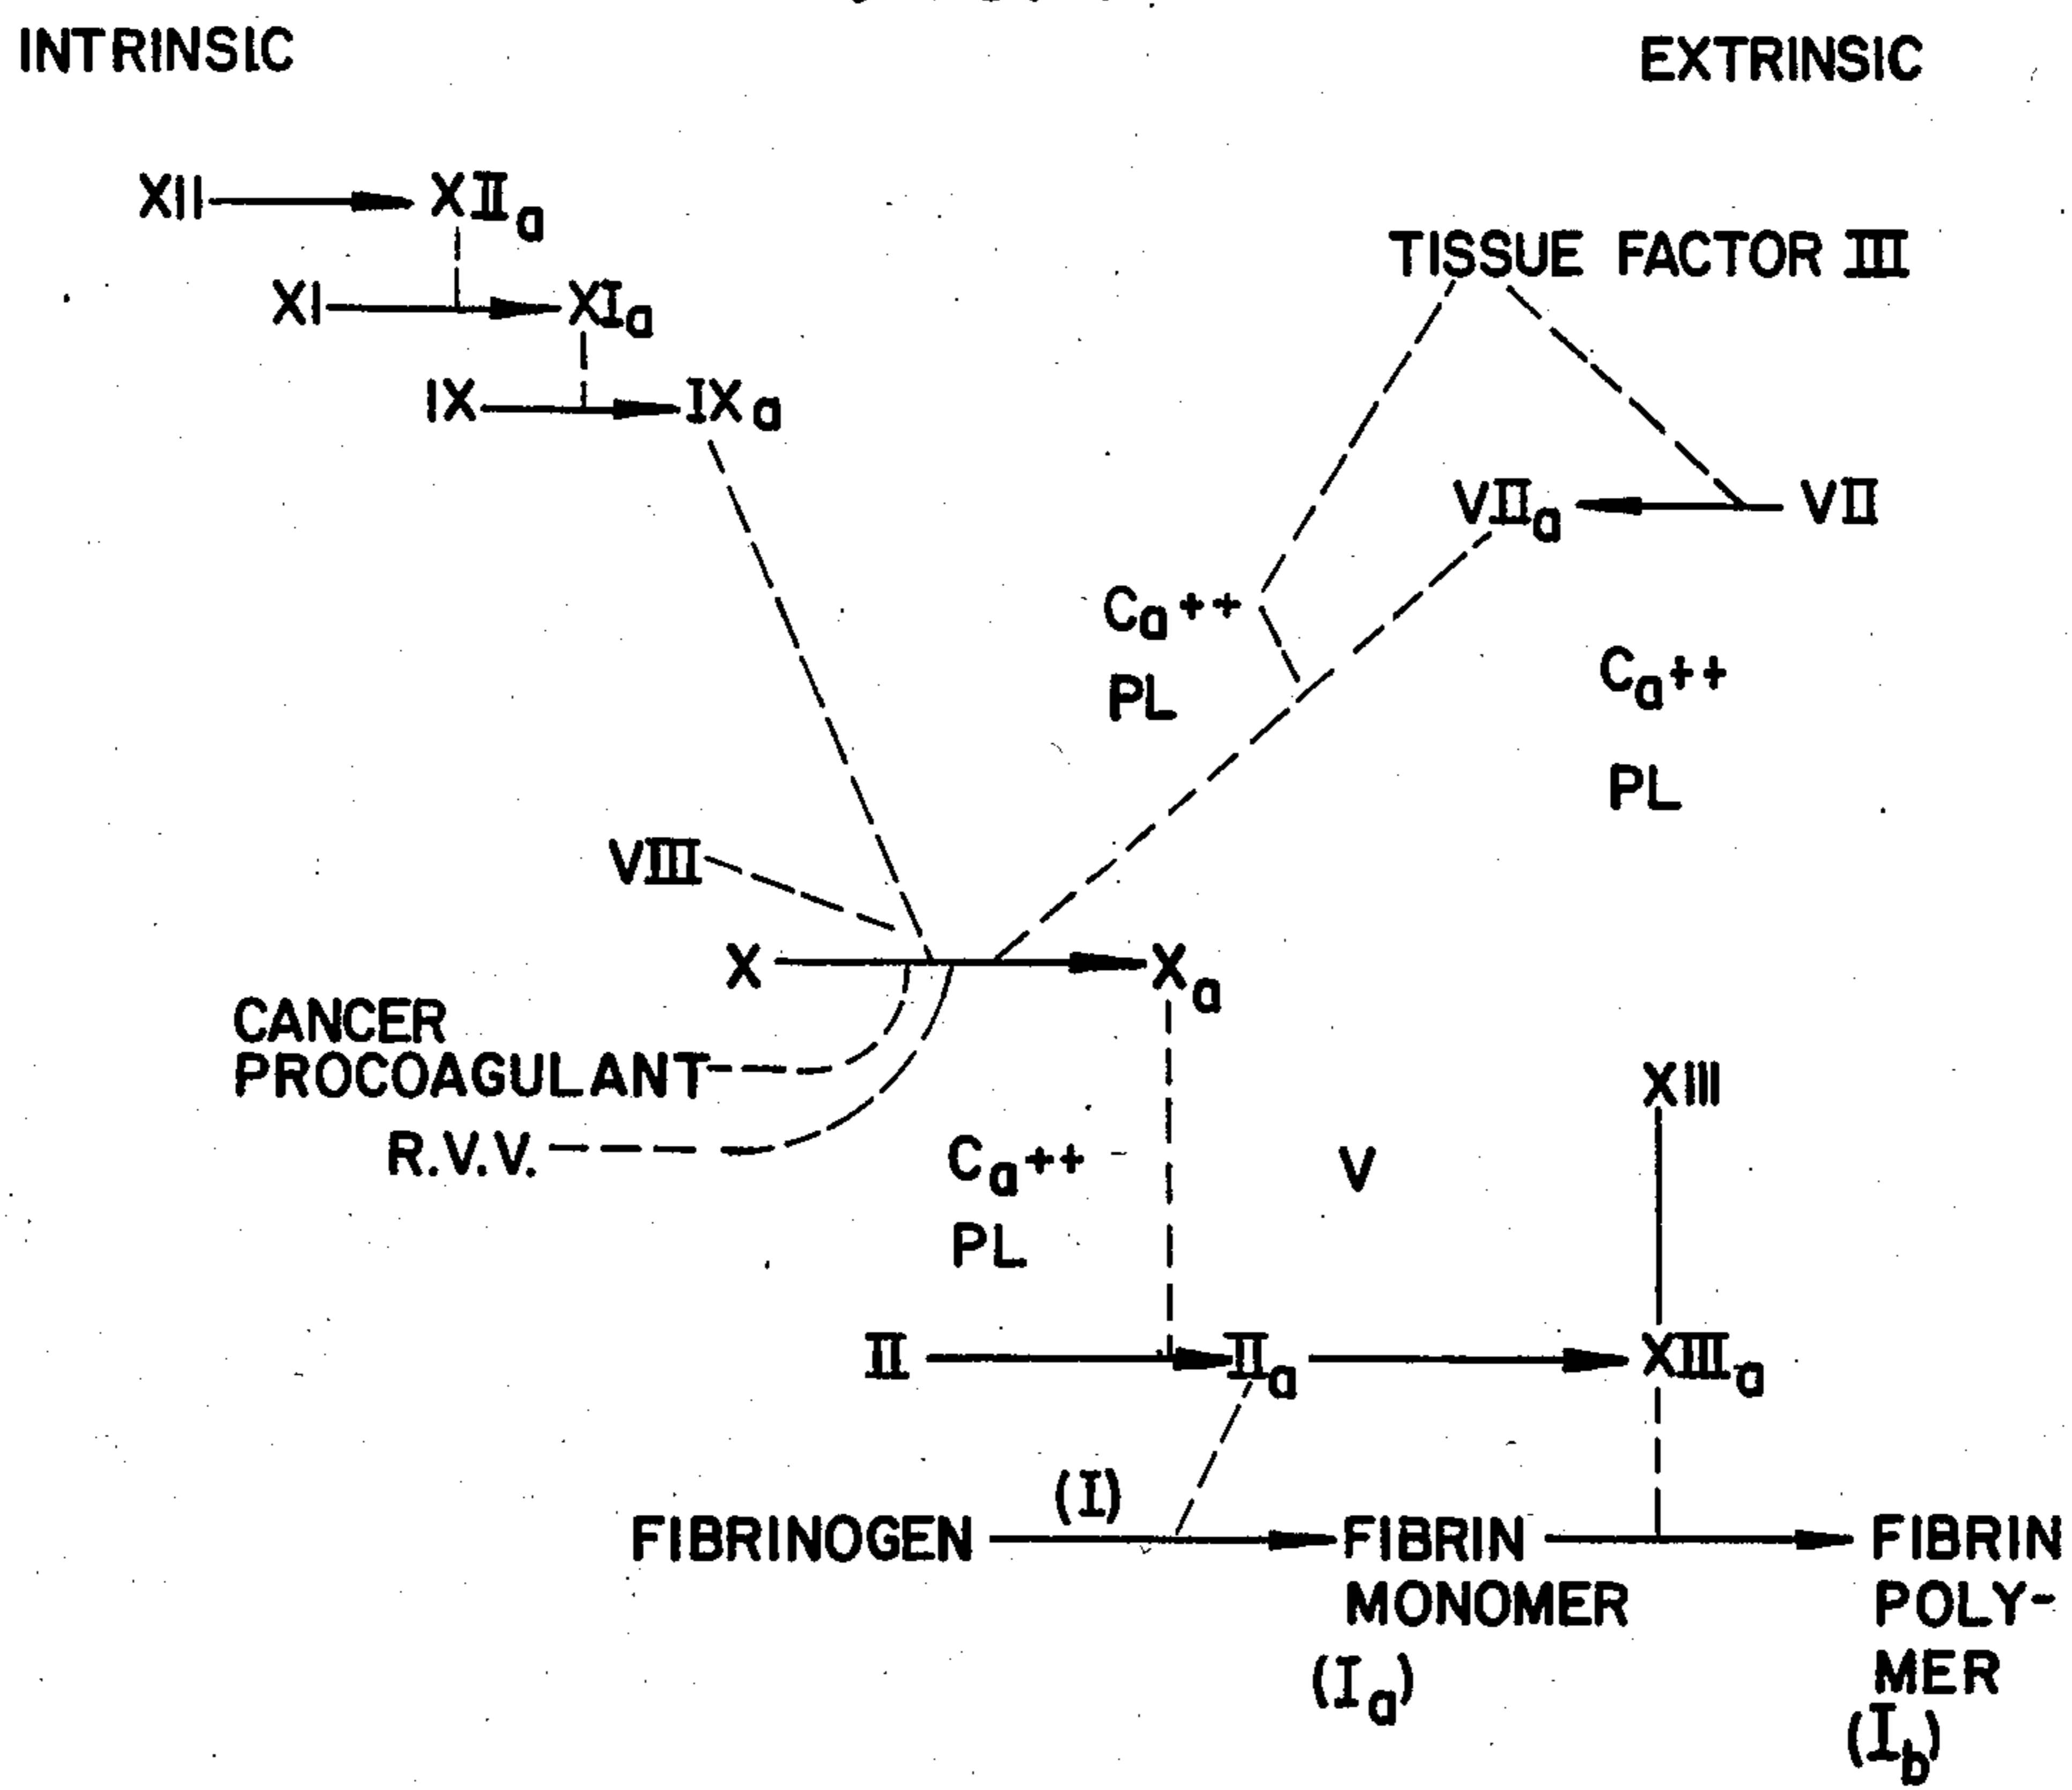 INTRINSIC
EXTRINSIC
XII
XIIa
TISSUE FACTOR III
XI
XIa
IX
IXa
VIIa
VII
Ca++
PL
Ca++
PL
VIII
X
Xa
CANCER
PROCOAGULANT
R.V.V.
Ca++
PL
V
XIII
II
IIa
XIIIa
(I)
FIBRINOGEN
FIBRIN
MONOMER
(Ia)
FIBRIN
POLY-
MER
(Ib)